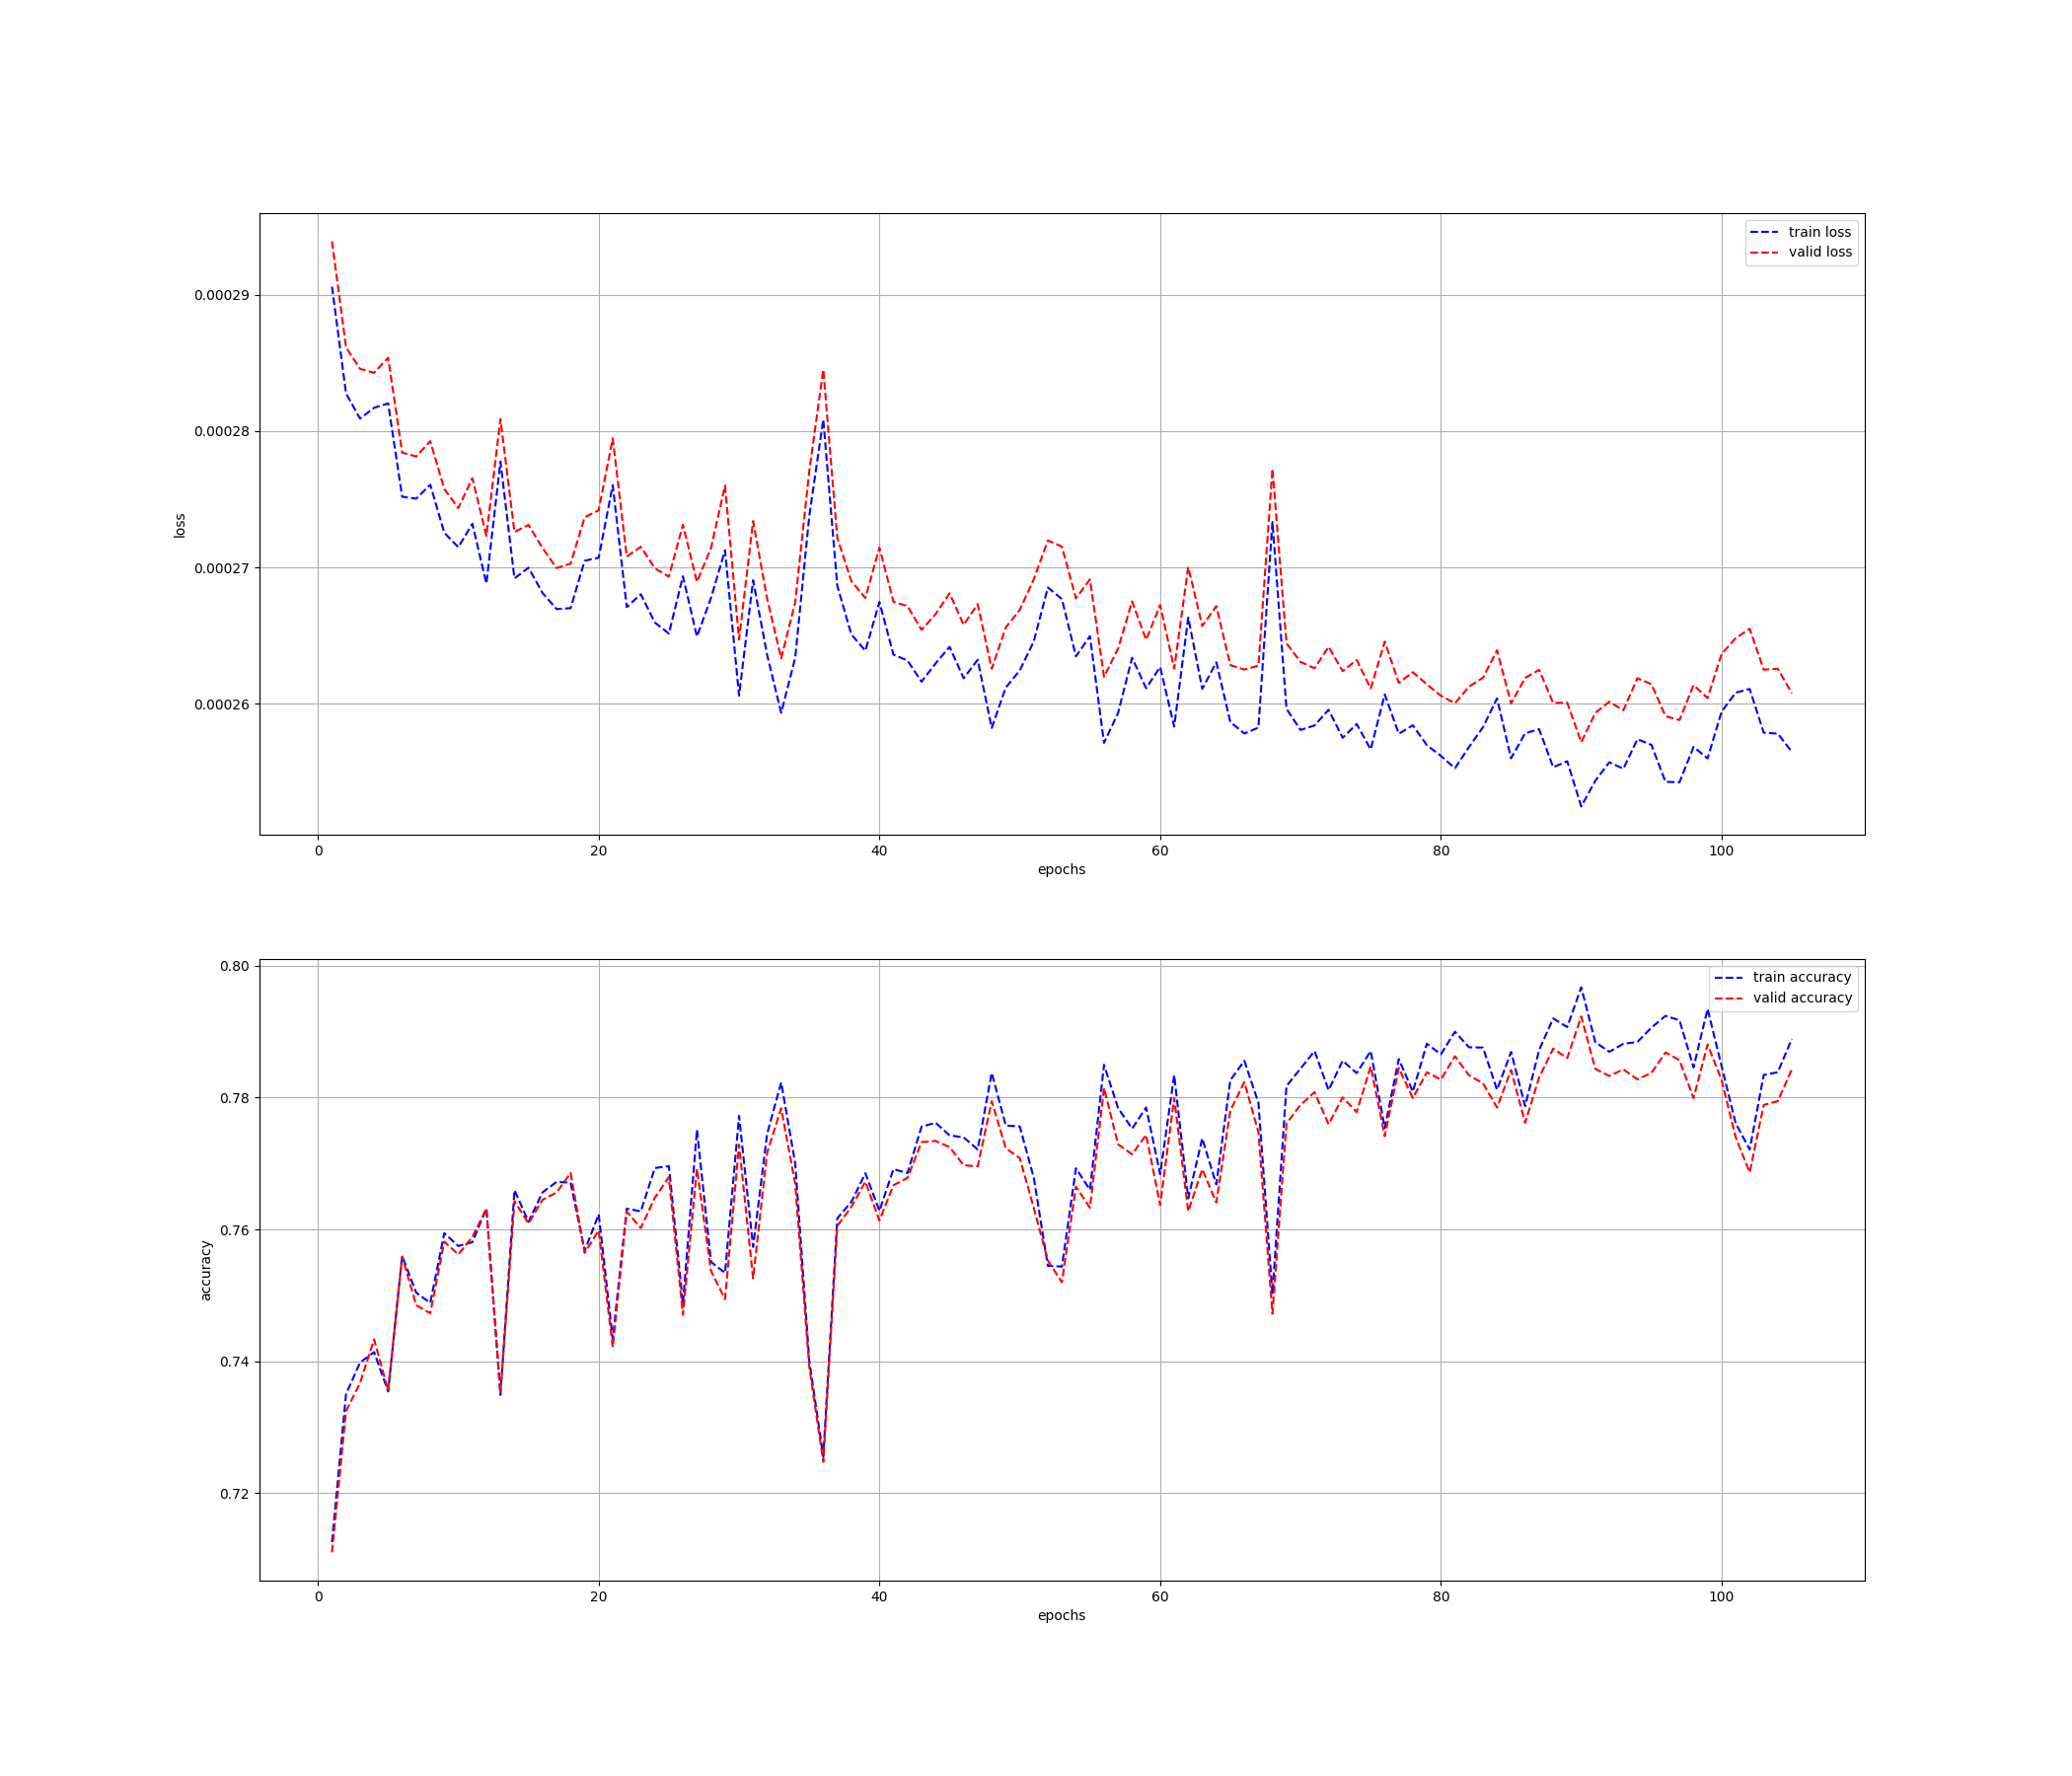 train loss
valid loss
0.00029
0.00028
0.00027
0.00026
loss
0 20 40 60 80 100
epochs
train accuracy
valid accuracy
0.80
0.78
0.76
0.74
0.72
accuracy
0 20 40 60 80 100
epochs